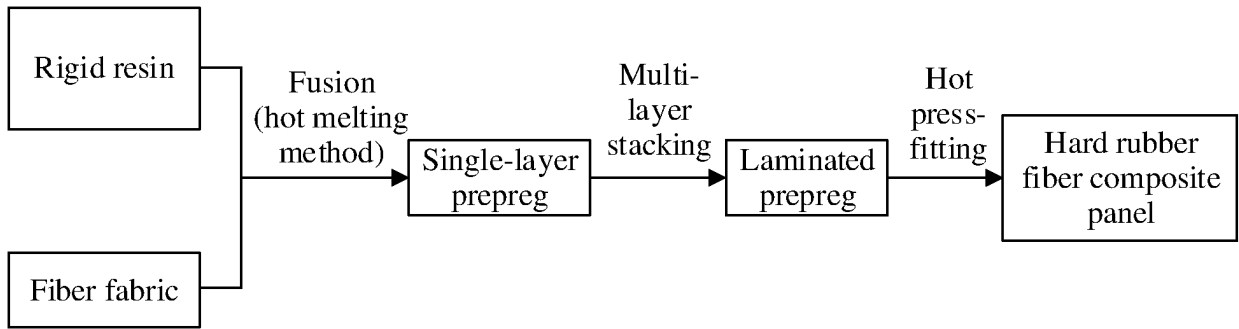 Rigid resin
Fiber fabric
Fusion
(hot melting
method)
Single-layer
prepreg
Multi-
layer
stacking
Laminated
prepreg
Hot
press-
fitting
Hard rubber
fiber composite
panel